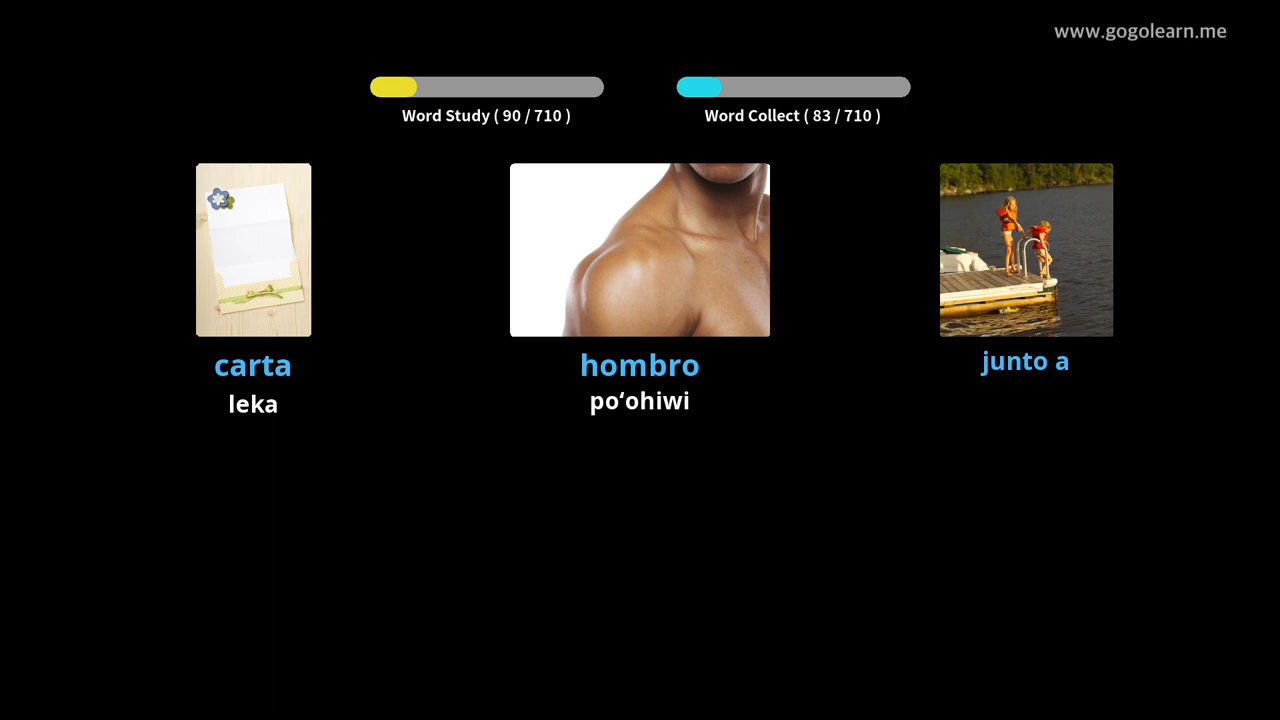 www.gogolearn.me
Word Study ( 90 / 710 )
Word Collect ( 83 / 710 )
carta
hombro
junto a
leka
poʻohiwi